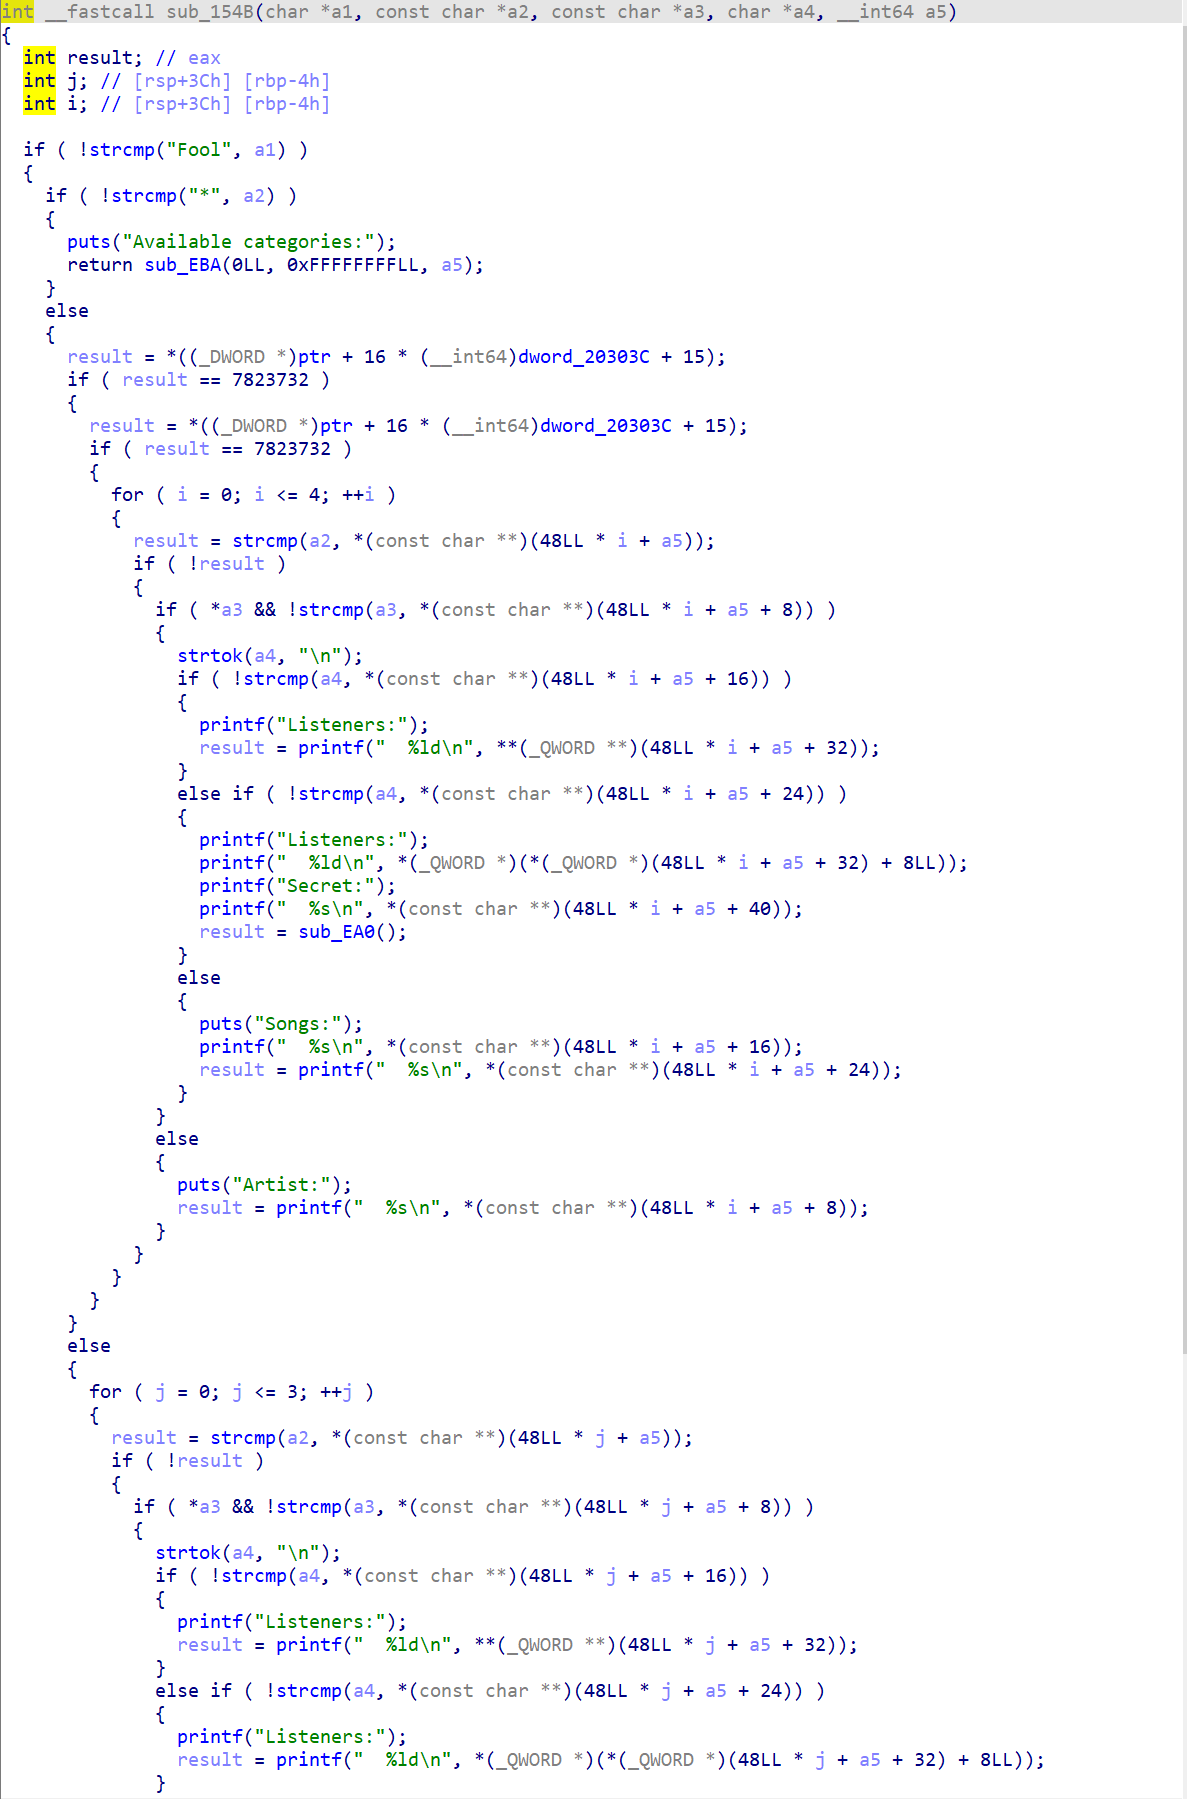 int __fastcall sub_154B(char *a1, const char *a2, const char *a3, char *a4, __int64 a5)
{
  int result; // eax
  int j; // [rsp+3Ch] [rbp-4h]
  int i; // [rsp+3Ch] [rbp-4h]

  if ( !strcmp("Fool", a1) )
  {
    if ( !strcmp("*", a2) )
    {
      puts("Available categories:");
      return sub_EBA(0LL, 0xFFFFFFFFLL, a5);
    }
    else
    {
      result = *((_DWORD *)ptr + 16 * (__int64)dword_20303C + 15);
      if ( result == 7823732 )
      {
        result = *((_DWORD *)ptr + 16 * (__int64)dword_20303C + 15);
        if ( result == 7823732 )
        {
          for ( i = 0; i <= 4; ++i )
          {
            result = strcmp(a2, *(const char **)(48LL * i + a5));
            if ( !result )
            {
              if ( *a3 && !strcmp(a3, *(const char **)(48LL * i + a5 + 8)) )
              {
                strtok(a4, "\n");
                if ( !strcmp(a4, *(const char **)(48LL * i + a5 + 16)) )
                {
                  printf("Listeners:");
                  result = printf("  %ld\n", **(_QWORD **)(48LL * i + a5 + 32));
                }
                else if ( !strcmp(a4, *(const char **)(48LL * i + a5 + 24)) )
                {
                  printf("Listeners:");
                  printf("  %ld\n", *(_QWORD *)(*(_QWORD *)(48LL * i + a5 + 32) + 8LL));
                  printf("Secret:");
                  printf("  %s\n", *(const char **)(48LL * i + a5 + 40));
                  result = sub_EA0();
                }
                else
                {
                  puts("Songs:");
                  printf("  %s\n", *(const char **)(48LL * i + a5 + 16));
                  result = printf("  %s\n", *(const char **)(48LL * i + a5 + 24));
                }
              }
              else
              {
                puts("Artist:");
                result = printf("  %s\n", *(const char **)(48LL * i + a5 + 8));
              }
            }
          }
        }
      }
      else
      {
        for ( j = 0; j <= 3; ++j )
        {
          result = strcmp(a2, *(const char **)(48LL * j + a5));
          if ( !result )
          {
            if ( *a3 && !strcmp(a3, *(const char **)(48LL * j + a5 + 8)) )
            {
              strtok(a4, "\n");
              if ( !strcmp(a4, *(const char **)(48LL * j + a5 + 16)) )
              {
                printf("Listeners:");
                result = printf("  %ld\n", **(_QWORD **)(48LL * j + a5 + 32));
              }
              else if ( !strcmp(a4, *(const char **)(48LL * j + a5 + 24)) )
              {
                printf("Listeners:");
                result = printf("  %ld\n", *(_QWORD *)(*(_QWORD *)(48LL * j + a5 + 32) + 8LL));
              }